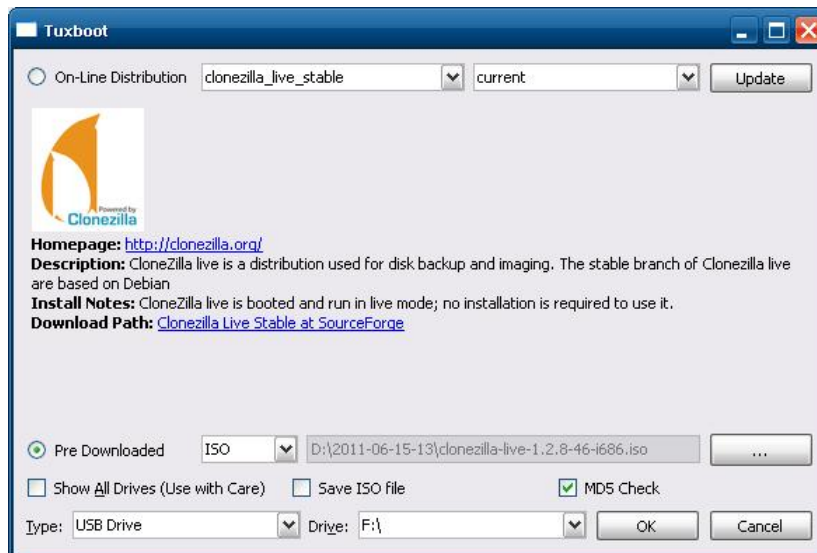 Tuxboot
On-Line Distribution clonezilla_live_stable current Update
Powered by
Clonezilla
Homepage: http://clonezilla.org/
Description: CloneZilla live is a distribution used for disk backup and imaging. The stable branch of Clonezilla live
are based on Debian
Install Notes: CloneZilla live is booted and run in live mode; no installation is required to use it.
Download Path: Clonezilla Live Stable at SourceForge
Pre Downloaded ISO D:\2011-06-15-13\clonezilla-live-1.2.8-46-i686.iso ...
Show All Drives (Use with Care) Save ISO file MD5 Check
Type: USB Drive Drive: F:\ OK Cancel